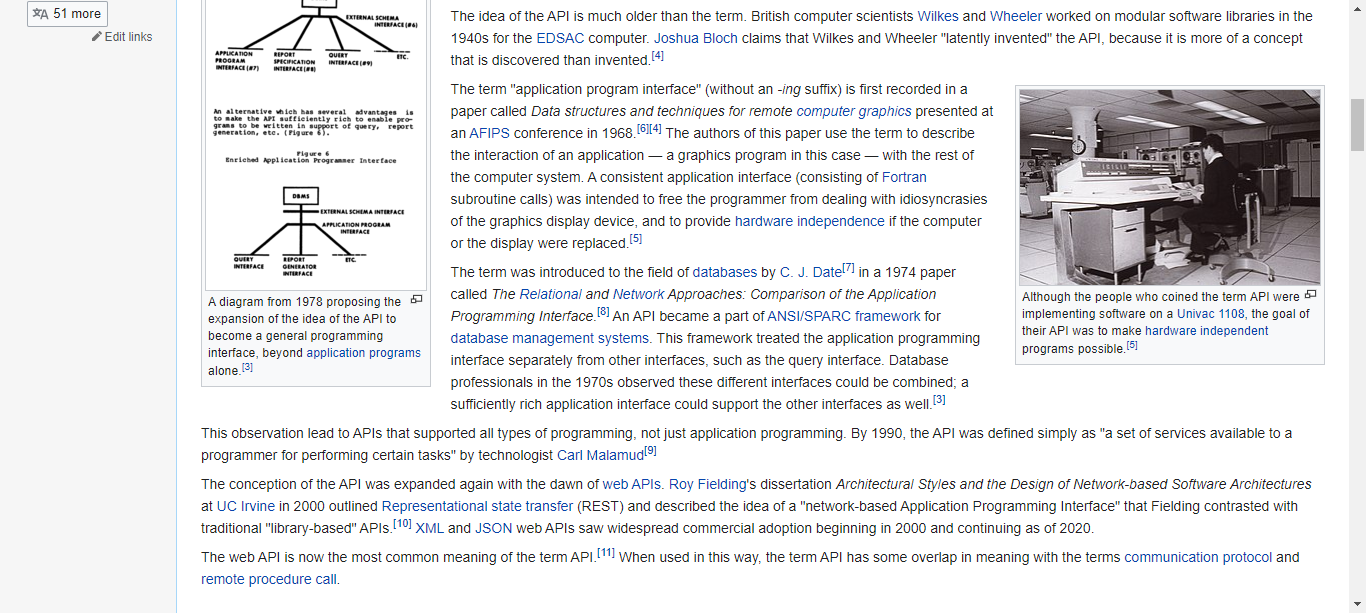 51 more
Edit links
EXTERNAL SCHEMA
INTERFACE (#6)
APPLICATION
PROGRAM
INTERFACE (#7)
REPORT
SPECIFICATION
INTERFACE (#8)
QUERY
INTERFACE (#9)
ETC.
An alternative which has several advantages is
to make the API sufficiently rich to enable pro-
grams to be written in support of query, report
generation, etc. (Figure 6).
Figure 6
Enriched Application Programmer Interface
DBMS
EXTERNAL SCHEMA INTERFACE
APPLICATION PROGRAM
INTERFACE
QUERY
INTERFACE
REPORT
GENERATOR
INTERFACE
ETC.
A diagram from 1978 proposing the
expansion of the idea of the API to
become a general programming
interface, beyond application programs
alone.[3]
The idea of the API is much older than the term. British computer scientists Wilkes and Wheeler worked on modular software libraries in the
1940s for the EDSAC computer. Joshua Bloch claims that Wilkes and Wheeler "latently invented" the API, because it is more of a concept
that is discovered than invented.[4]
The term "application program interface" (without an -ing suffix) is first recorded in a
paper called Data structures and techniques for remote computer graphics presented at
an AFIPS conference in 1968.[6][4] The authors of this paper use the term to describe
the interaction of an application — a graphics program in this case — with the rest of
the computer system. A consistent application interface (consisting of Fortran
subroutine calls) was intended to free the programmer from dealing with idiosyncrasies
of the graphics display device, and to provide hardware independence if the computer
or the display were replaced.[5]
The term was introduced to the field of databases by C. J. Date[7] in a 1974 paper
called The Relational and Network Approaches: Comparison of the Application
Programming Interface.[8] An API became a part of ANSI/SPARC framework for
database management systems. This framework treated the application programming
interface separately from other interfaces, such as the query interface. Database
professionals in the 1970s observed these different interfaces could be combined; a
sufficiently rich application interface could support the other interfaces as well.[3]
Although the people who coined the term API were
implementing software on a Univac 1108, the goal of
their API was to make hardware independent
programs possible.[5]
This observation lead to APIs that supported all types of programming, not just application programming. By 1990, the API was defined simply as "a set of services available to a
programmer for performing certain tasks" by technologist Carl Malamud[9]
The conception of the API was expanded again with the dawn of web APIs. Roy Fielding's dissertation Architectural Styles and the Design of Network-based Software Architectures
at UC Irvine in 2000 outlined Representational state transfer (REST) and described the idea of a "network-based Application Programming Interface" that Fielding contrasted with
traditional "library-based" APIs.[10] XML and JSON web APIs saw widespread commercial adoption beginning in 2000 and continuing as of 2020.
The web API is now the most common meaning of the term API.[11] When used in this way, the term API has some overlap in meaning with the terms communication protocol and
remote procedure call.